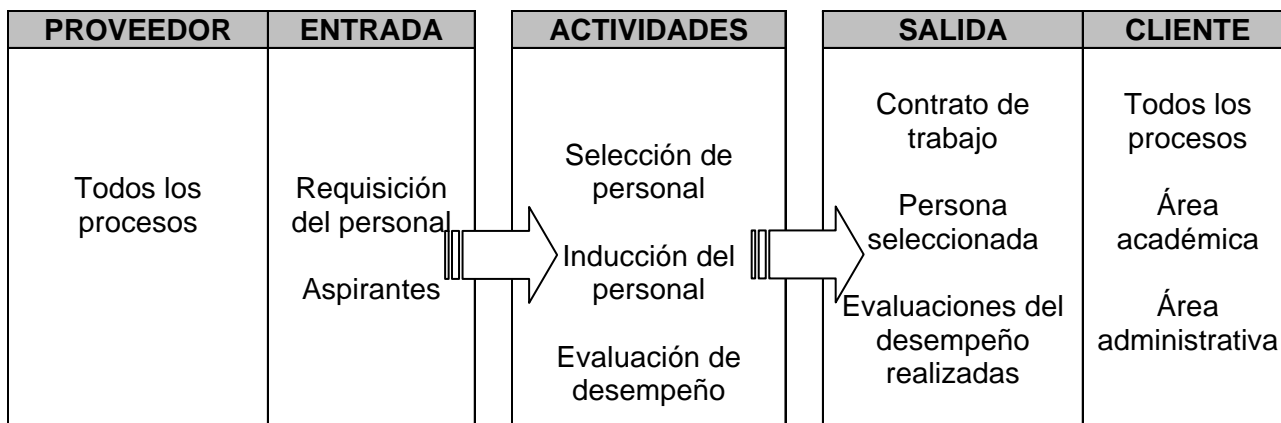 PROVEEDOR
ENTRADA
ACTIVIDADES
SALIDA
CLIENTE
Todos los
procesos
Requisición
del personal
Aspirantes
Selección de
personal
Inducción del
personal
Evaluación de
desempeño
Contrato de
trabajo
Persona
seleccionada
Evaluaciones del
desempeño
realizadas
Todos los
procesos
Área
académica
Área
administrativa